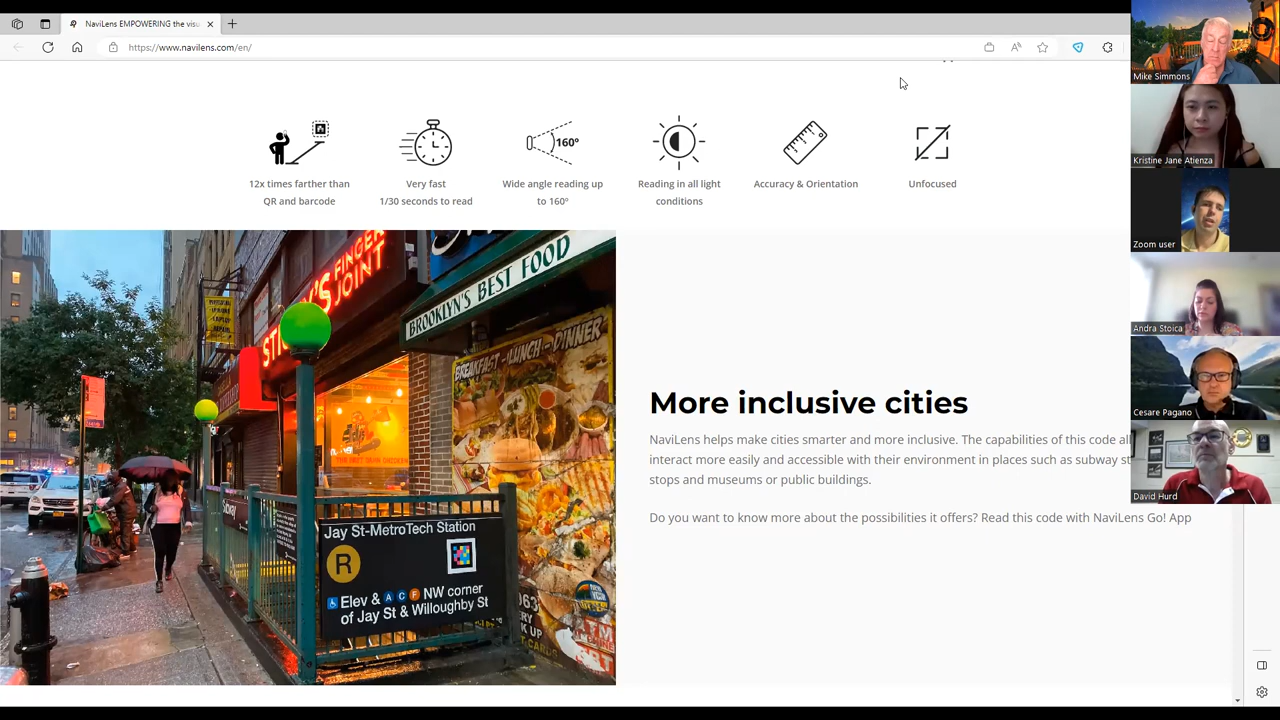 NaviLens EMPOWERING the visu
https://www.navilens.com/en/
12x times farther than
QR and barcode
Very fast
1/30 seconds to read
160º
Wide angle reading up
to 160º
Reading in all light
conditions
Accuracy & Orientation
Unfocused
FINGER
JOINT
BROOKLYN'S BEST FOOD
BREAKFAST - LUNCH - DINNER
Jay St-MetroTech Station
R
Elev & A C F NW corner
of Jay St & Willoughby St
More inclusive cities
NaviLens helps make cities smarter and more inclusive. The capabilities of this code all
interact more easily and accessible with their environment in places such as subway st
stops and museums or public buildings.
Do you want to know more about the possibilities it offers? Read this code with NaviLens Go! App
Mike Simmons
Kristine Jane Atienza
Zoom user
Andra Stoica
Cesare Pagano
David Hurd